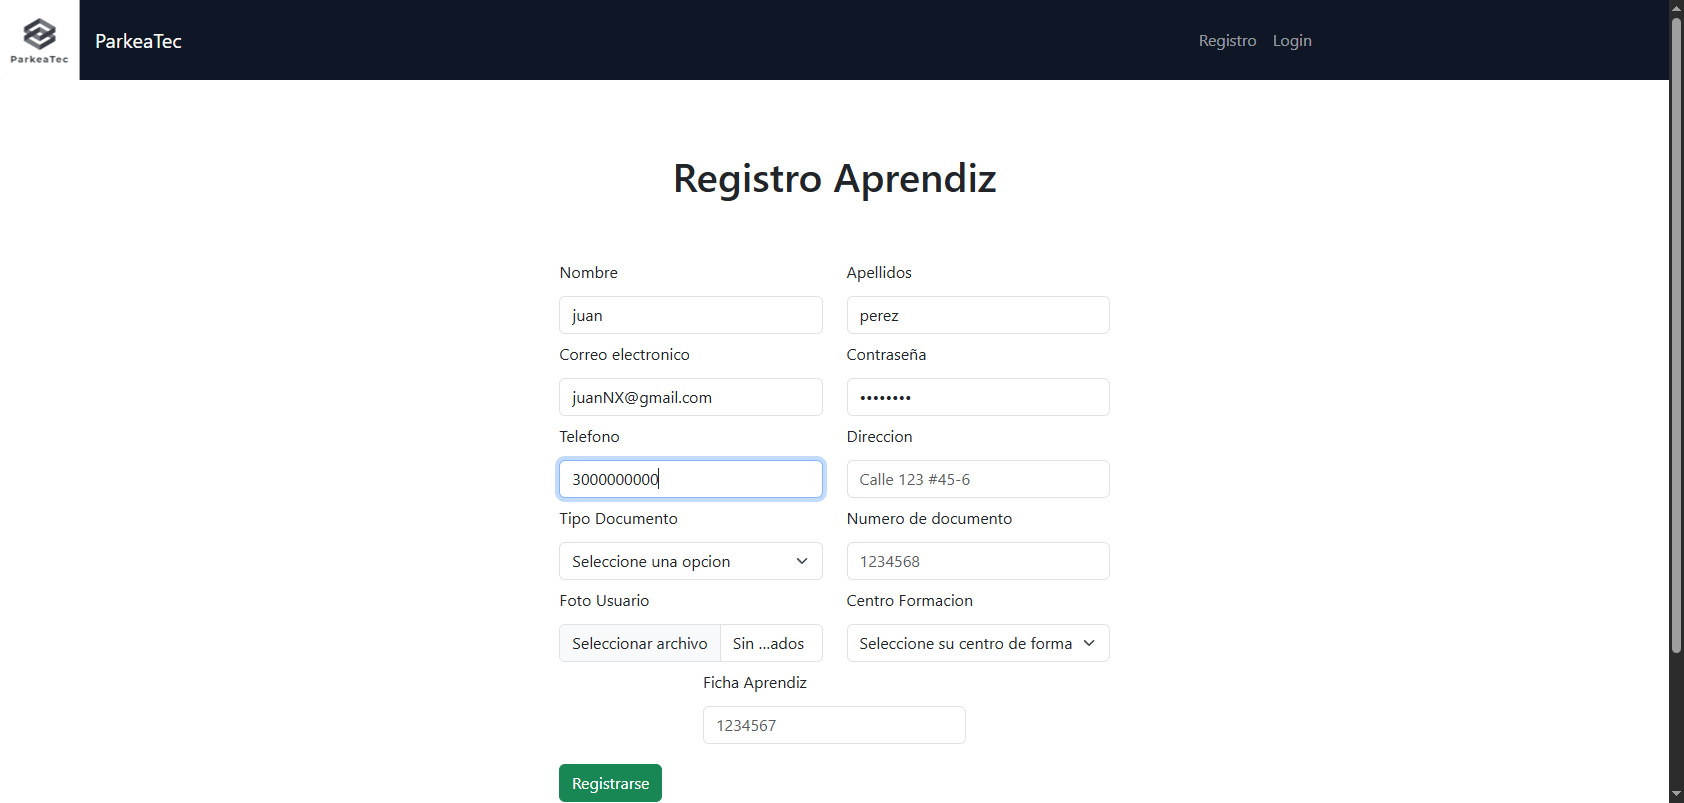 ParkeaTec
ParkeaTec
Registro Login
Registro Aprendiz
Nombre Apellidos
juan perez
Correo electronico Contraseña
juanNX@gmail.com ••••••••
Telefono Direccion
3000000000 Calle 123 #45-6
Tipo Documento Numero de documento
Seleccione una opcion 1234568
Foto Usuario Centro Formacion
Seleccionar archivo Sin ...ados Seleccione su centro de forma
Ficha Aprendiz
1234567
Registrarse